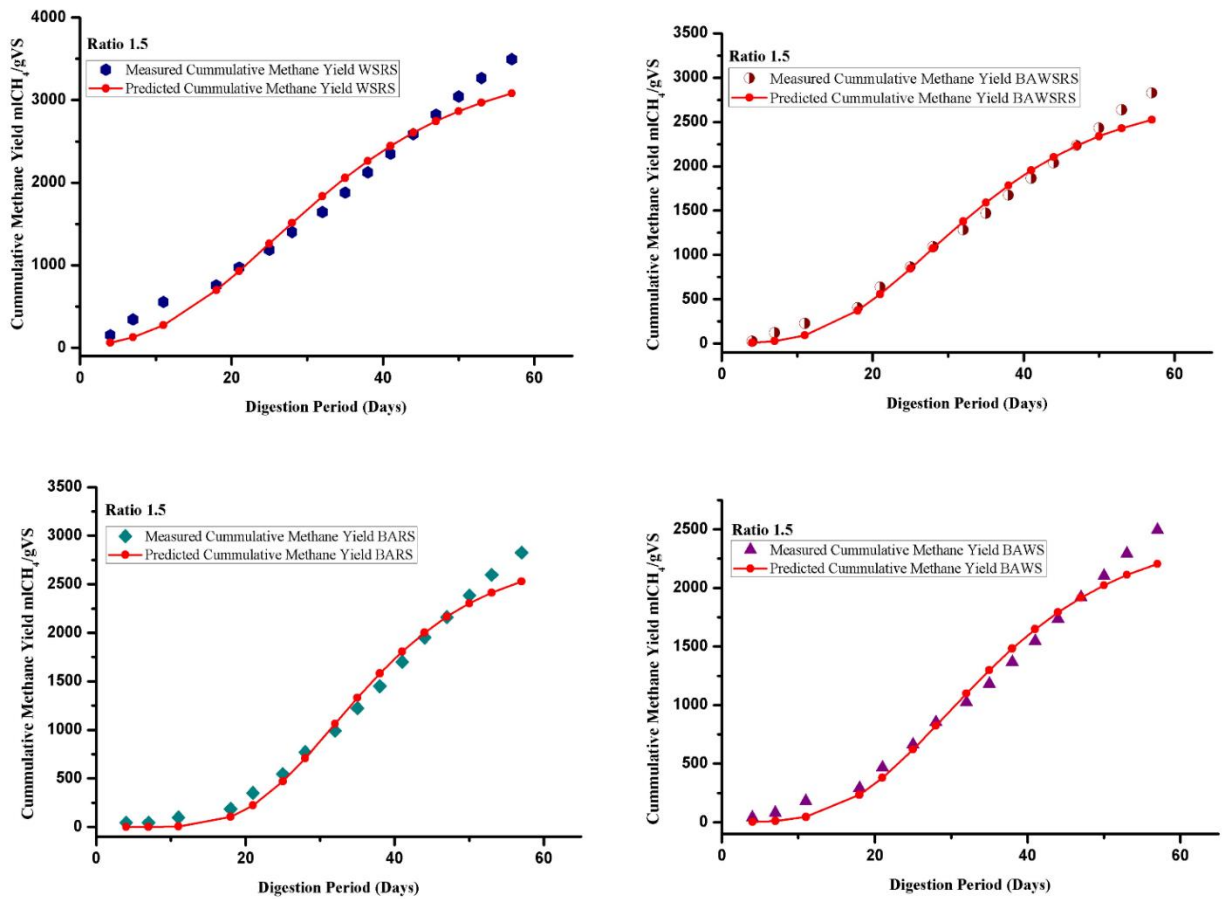 Cummulative Methane Yield mlCH₄/gVS
4000
3000
2000
1000
0
Ratio 1.5
Measured Cummulative Methane Yield WSRS
Predicted Cummulative Methane Yield WSRS
0 20 40 60
Digestion Period (Days)
Cummulative Methane Yield mlCH₄/gVS
3500
3000
2500
2000
1500
1000
500
0
Ratio 1.5
Measured Cummulative Methane Yield BAWSRS
Predicted Cummulative Methane Yield BAWSRS
0 20 40 60
Digestion Period (Days)
Cummulative Methane Yield mlCH₄/gVS
3500
3000
2500
2000
1500
1000
500
0
Ratio 1.5
Measured Cummulative Methane Yield BARS
Predicted Cummulative Methane Yield BARS
0 20 40 60
Digestion Period (Days)
Cummulative Methane Yield mlCH₄/gVS
2500
2000
1500
1000
500
0
Ratio 1.5
Measured Cummulative Methane Yield BAWS
Predicted Cummulative Methane Yield BAWS
0 20 40 60
Digestion Period (Days)